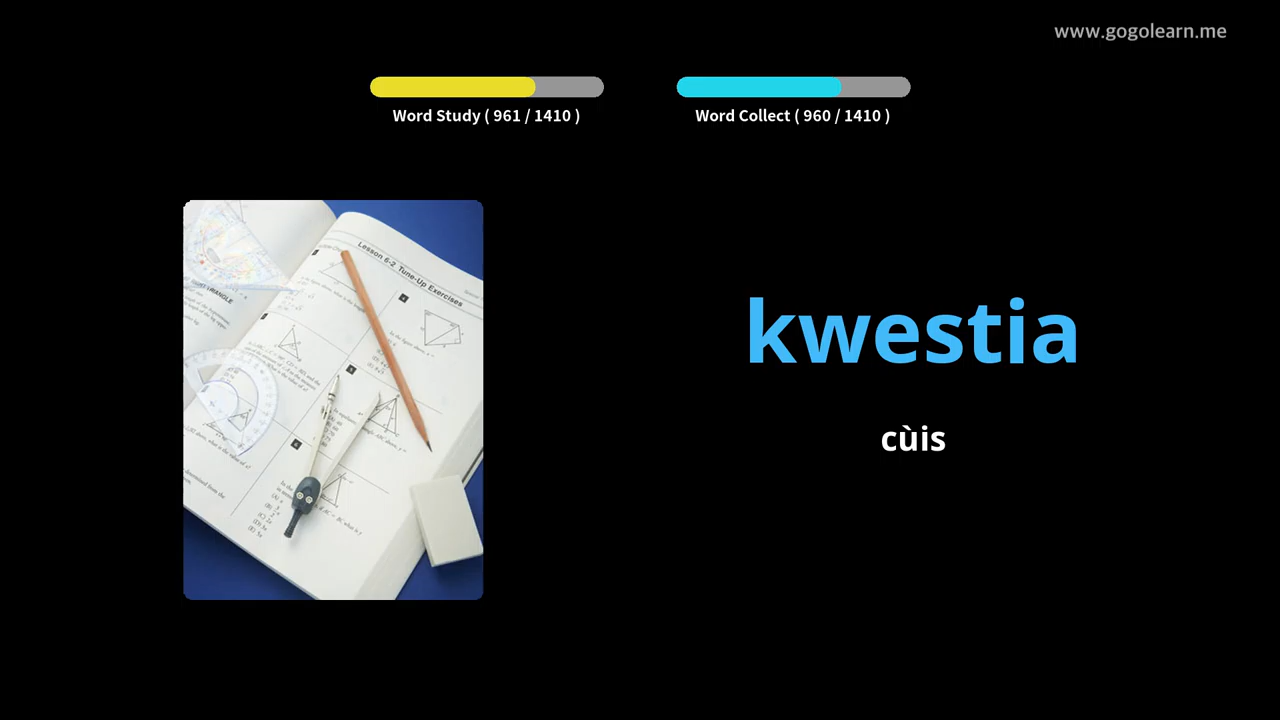 www.gogolearn.me
Word Study ( 961 / 1410 )
Word Collect ( 960 / 1410 )
Lesson 6-2 Tune-Up Exercises
kwestia
cùis